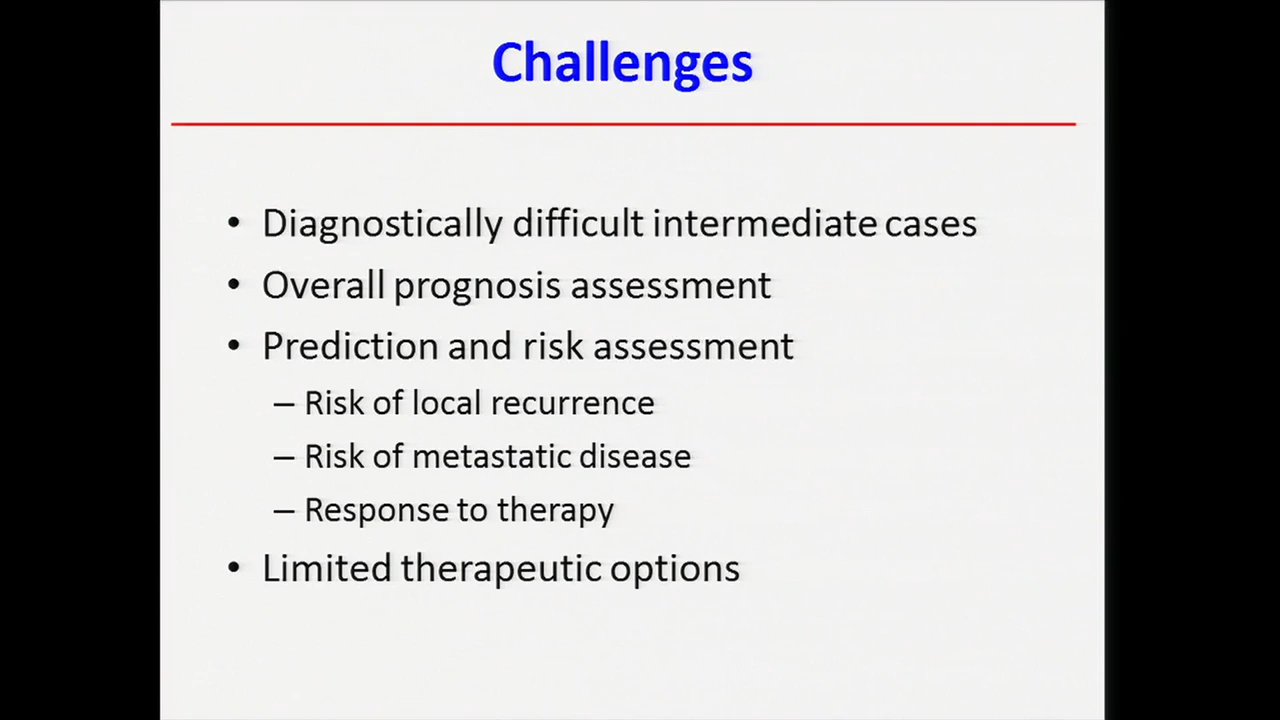 Challenges
• Diagnostically difficult intermediate cases
• Overall prognosis assessment
• Prediction and risk assessment
– Risk of local recurrence
– Risk of metastatic disease
– Response to therapy
• Limited therapeutic options